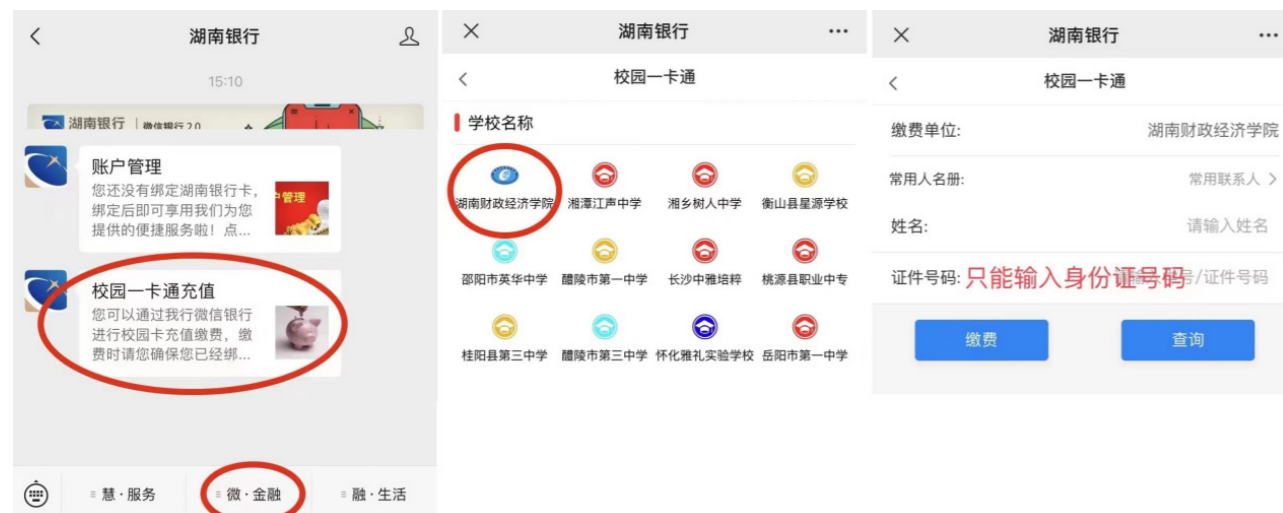 湖南银行
15:10
湖南银行 微信银行 2.0
账户管理
您还没有绑定湖南银行卡，
绑定后即可享用我们为您
提供的便捷服务啦！点...
户管理
校园一卡通充值
您可以通过我行微信银行
进行校园卡充值缴费，缴
费时请您确保您已经绑...
慧·服务
微·金融
融·生活
湖南银行
校园一卡通
学校名称
湖南财政经济学院 湘潭江声中学 湘乡树人中学 衡山县星源学校
邵阳市英华中学 醴陵市第一中学 长沙中雅培粹 桃源县职业中专
桂阳县第三中学 醴陵市第三中学 怀化雅礼实验学校 岳阳市第一中学
湖南银行
校园一卡通
缴费单位: 湖南财政经济学院
常用人名册: 常用联系人
姓名: 请输入姓名
证件号码: 只能输入身份证号码 号/证件号码
缴费 查询